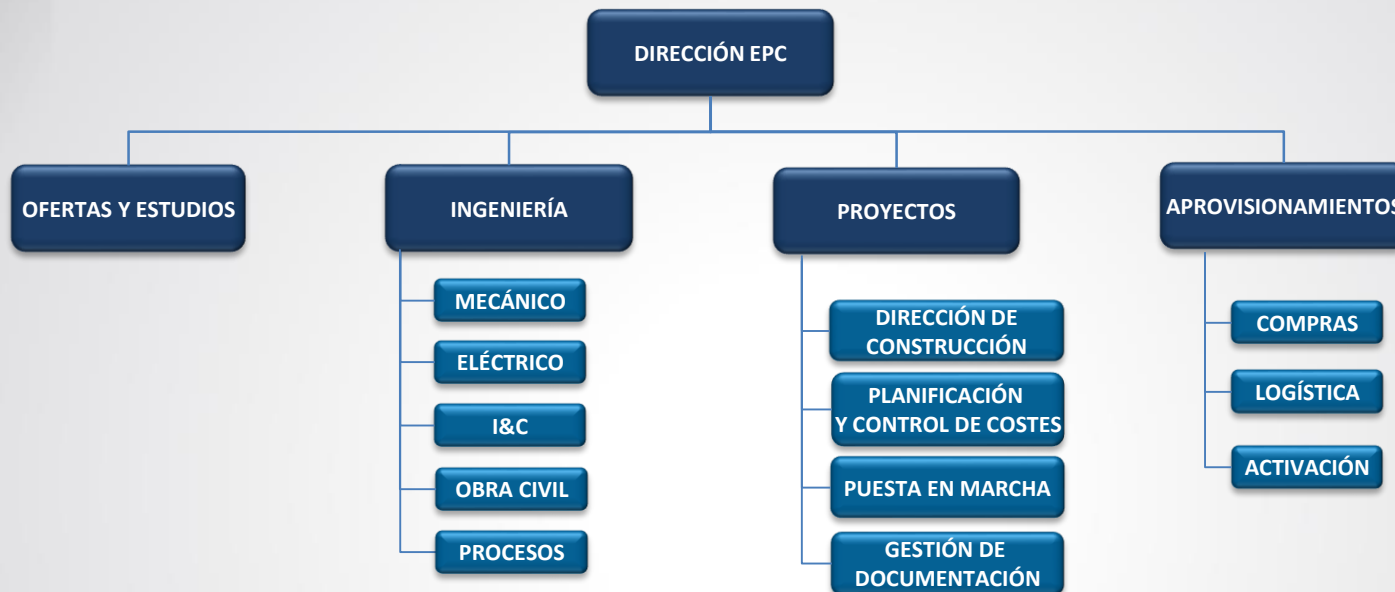 DIRECCIÓN EPC
OFERTAS Y ESTUDIOS
INGENIERÍA
MECÁNICO
ELÉCTRICO
I&C
OBRA CIVIL
PROCESOS
PROYECTOS
DIRECCIÓN DE
CONSTRUCCIÓN
PLANIFICACIÓN
Y CONTROL DE COSTES
PUESTA EN MARCHA
GESTIÓN DE
DOCUMENTACIÓN
APROVISIONAMIENTOS
COMPRAS
LOGÍSTICA
ACTIVACIÓN